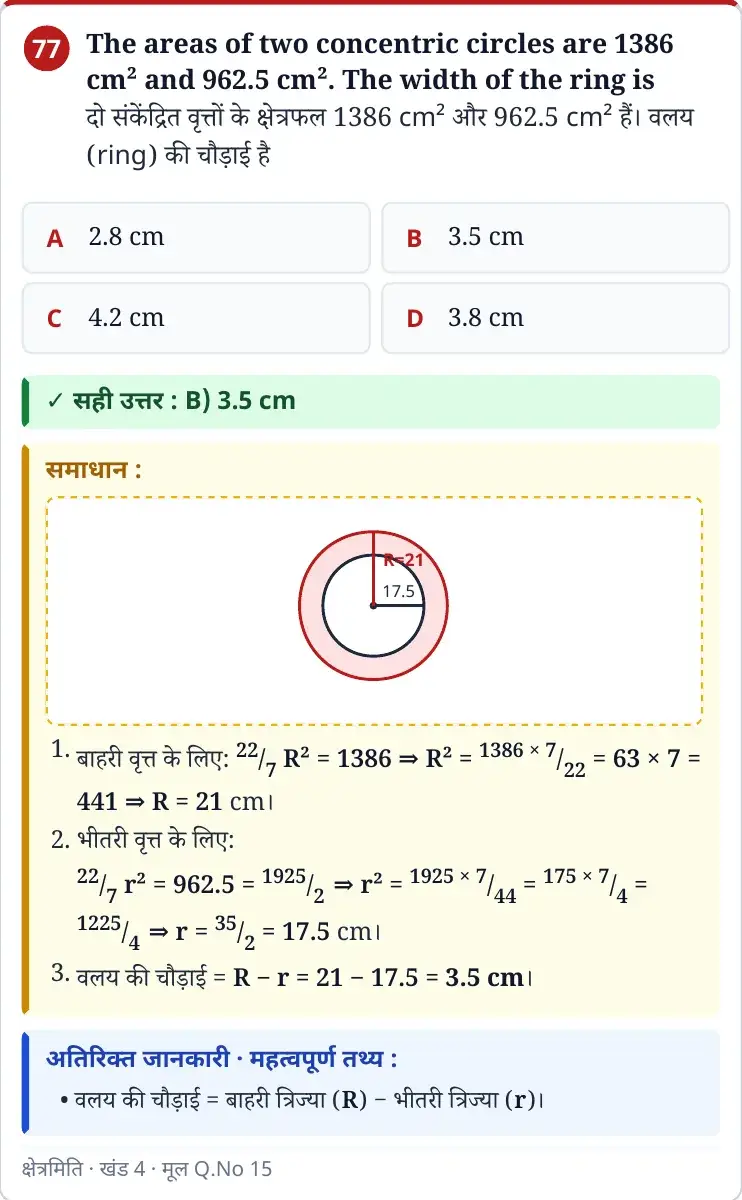 77 The areas of two concentric circles are 1386
cm² and 962.5 cm². The width of the ring is
दो संकेंद्रित वृत्तों के क्षेत्रफल 1386 cm² और 962.5 cm² हैं। वलय
(ring) की चौड़ाई है
A 2.8 cm
B 3.5 cm
C 4.2 cm
D 3.8 cm
✓ सही उत्तर : B) 3.5 cm
समाधान :
R=21
17.5
1. बाहरी वृत्त के लिए: ²²/₇ R² = 1386 ⇒ R² = ¹³⁸⁶ ˣ ⁷/₂₂ = 63 × 7 =
441 ⇒ R = 21 cm।
2. भीतरी वृत्त के लिए:
²²/₇ r² = 962.5 = ¹⁹²⁵/₂ ⇒ r² = ¹⁹²⁵ ˣ ⁷/₄₄ = ¹⁷⁵ ˣ ⁷/₄ =
¹²²⁵/₄ ⇒ r = ³⁵/₂ = 17.5 cm।
3. वलय की चौड़ाई = R − r = 21 − 17.5 = 3.5 cm।
अतिरिक्त जानकारी · महत्वपूर्ण तथ्य :
• वलय की चौड़ाई = बाहरी त्रिज्या (R) − भीतरी त्रिज्या (r)।
क्षेत्रमिति · खंड 4 · मूल Q.No 15